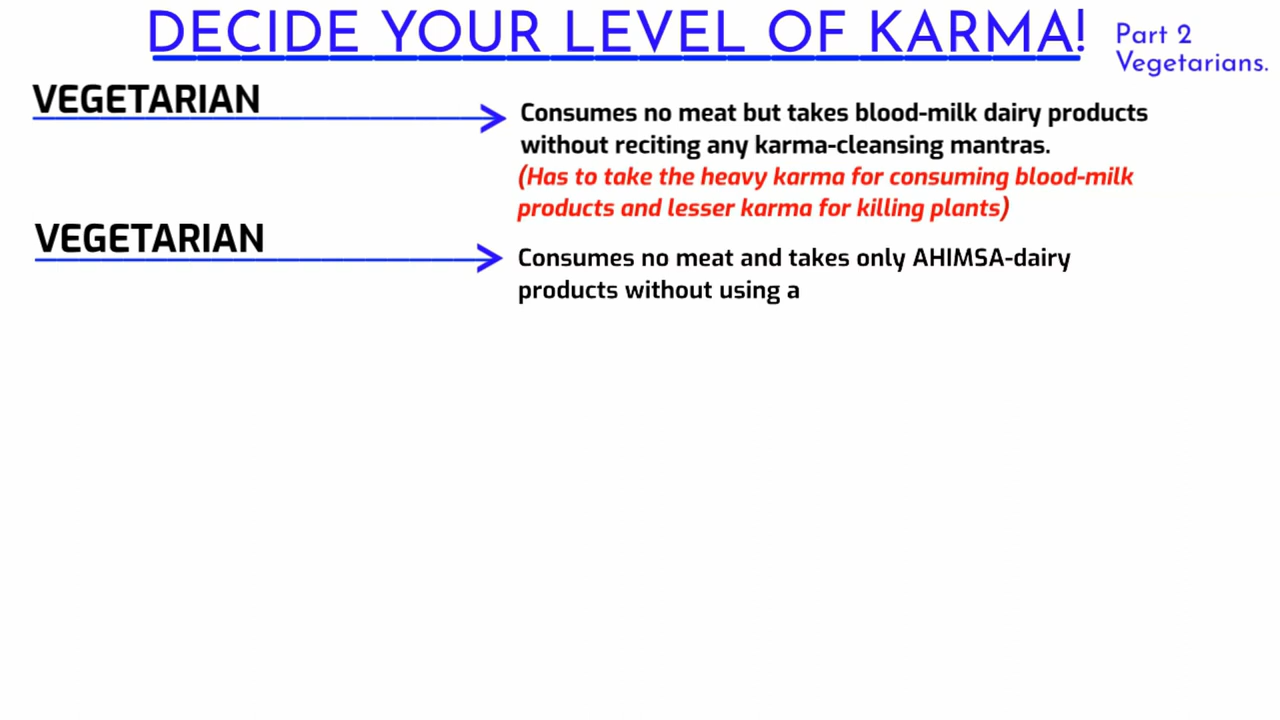 DECIDE YOUR LEVEL OF KARMA!
Part 2
Vegetarians.
VEGETARIAN
Consumes no meat but takes blood-milk dairy products
without reciting any karma-cleansing mantras.
(Has to take the heavy karma for consuming blood-milk
products and lesser karma for killing plants)
VEGETARIAN
Consumes no meat and takes only AHIMSA-dairy
products without using a